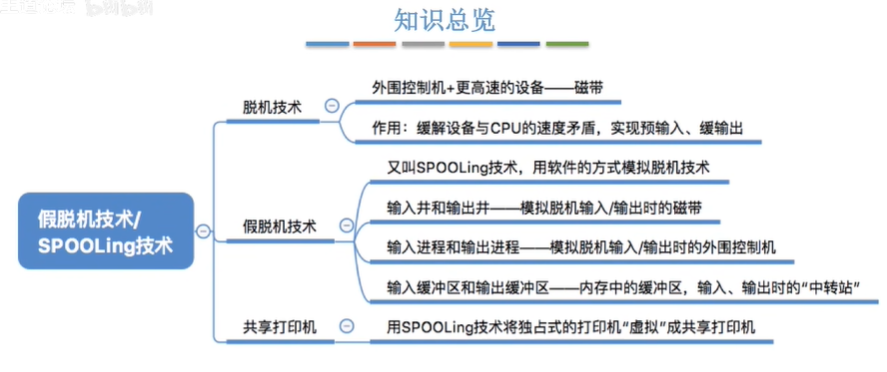 知识总览
脱机技术
外围控制机+更高速的设备——磁带
作用：缓解设备与CPU的速度矛盾，实现预输入、缓输出
假脱机技术/
SPOOLing技术
假脱机技术
又叫SPOOLing技术，用软件的方式模拟脱机技术
输入井和输出井——模拟脱机输入/输出时的磁带
输入进程和输出进程——模拟脱机输入/输出时的外围控制机
输入缓冲区和输出缓冲区——内存中的缓冲区，输入、输出时的“中转站”
共享打印机
用SPOOLing技术将独占式的打印机“虚拟”成共享打印机